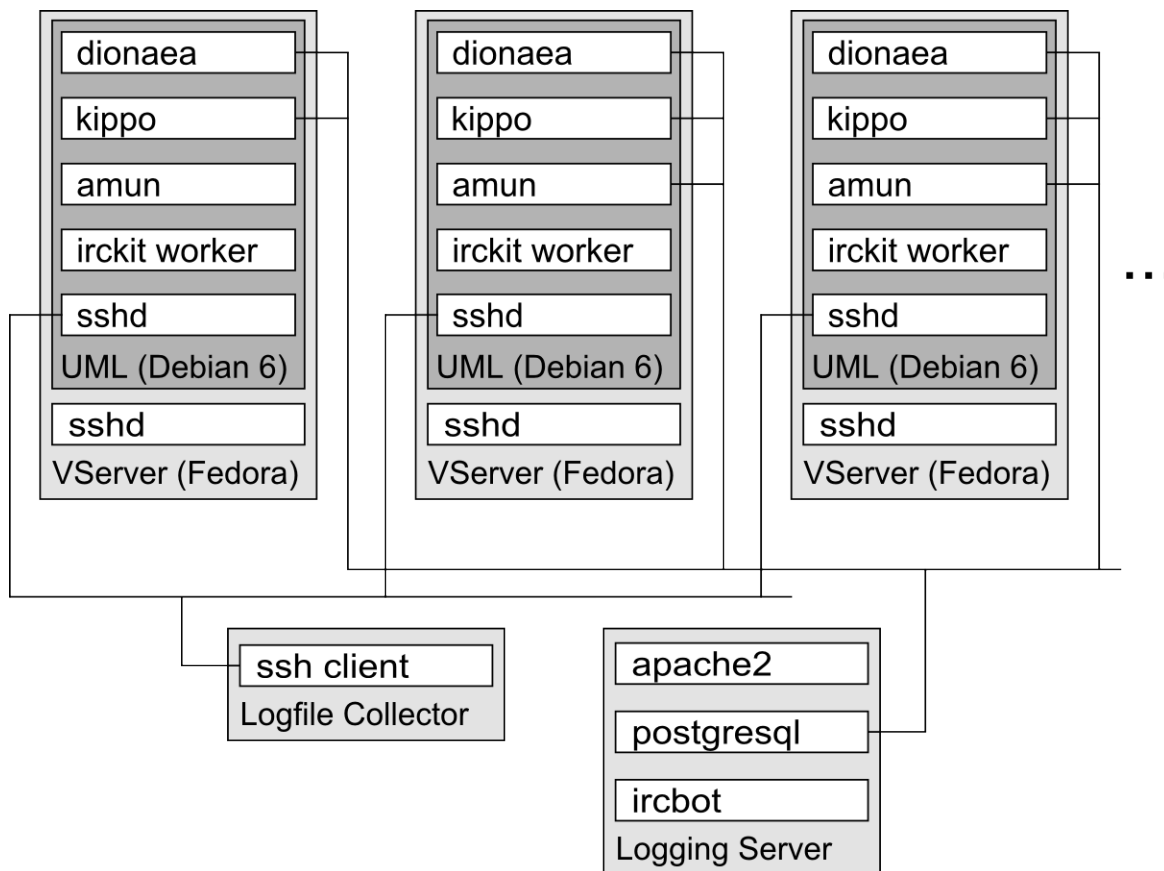 dionaea
kippo
amun
irckit worker
sshd
UML (Debian 6)
sshd
VServer (Fedora)
dionaea
kippo
amun
irckit worker
sshd
UML (Debian 6)
sshd
VServer (Fedora)
dionaea
kippo
amun
irckit worker
sshd
UML (Debian 6)
sshd
VServer (Fedora)
...
ssh client
Logfile Collector
apache2
postgresql
ircbot
Logging Server